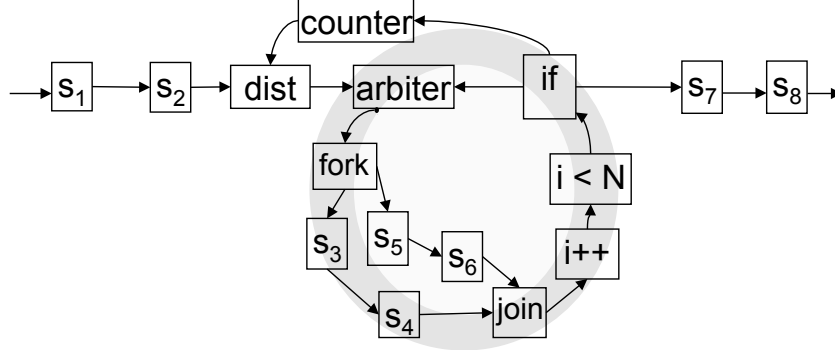 counter
s₁
s₂
dist
arbiter
if
s₇
s₈
fork
i < N
s₃
s₅
s₆
i++
s₄
join